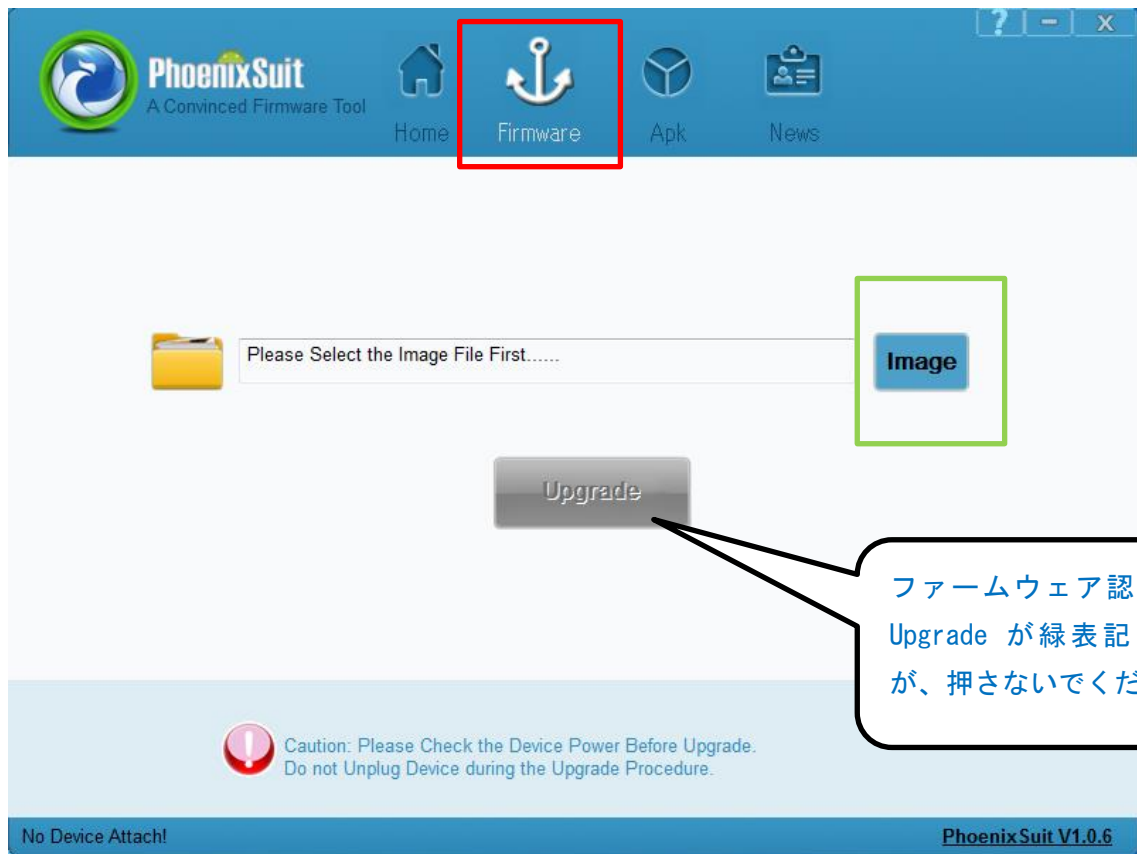 ? - x
PhoenixSuit
A Convinced Firmware Tool
Home Firmware Apk News
Please Select the Image File First......
Image
Upgrade
ファームウェア認
Upgrade が緑表記
が、押さないでくだ
Caution: Please Check the Device Power Before Upgrade.
Do not Unplug Device during the Upgrade Procedure.
No Device Attach!
PhoenixSuit V1.0.6